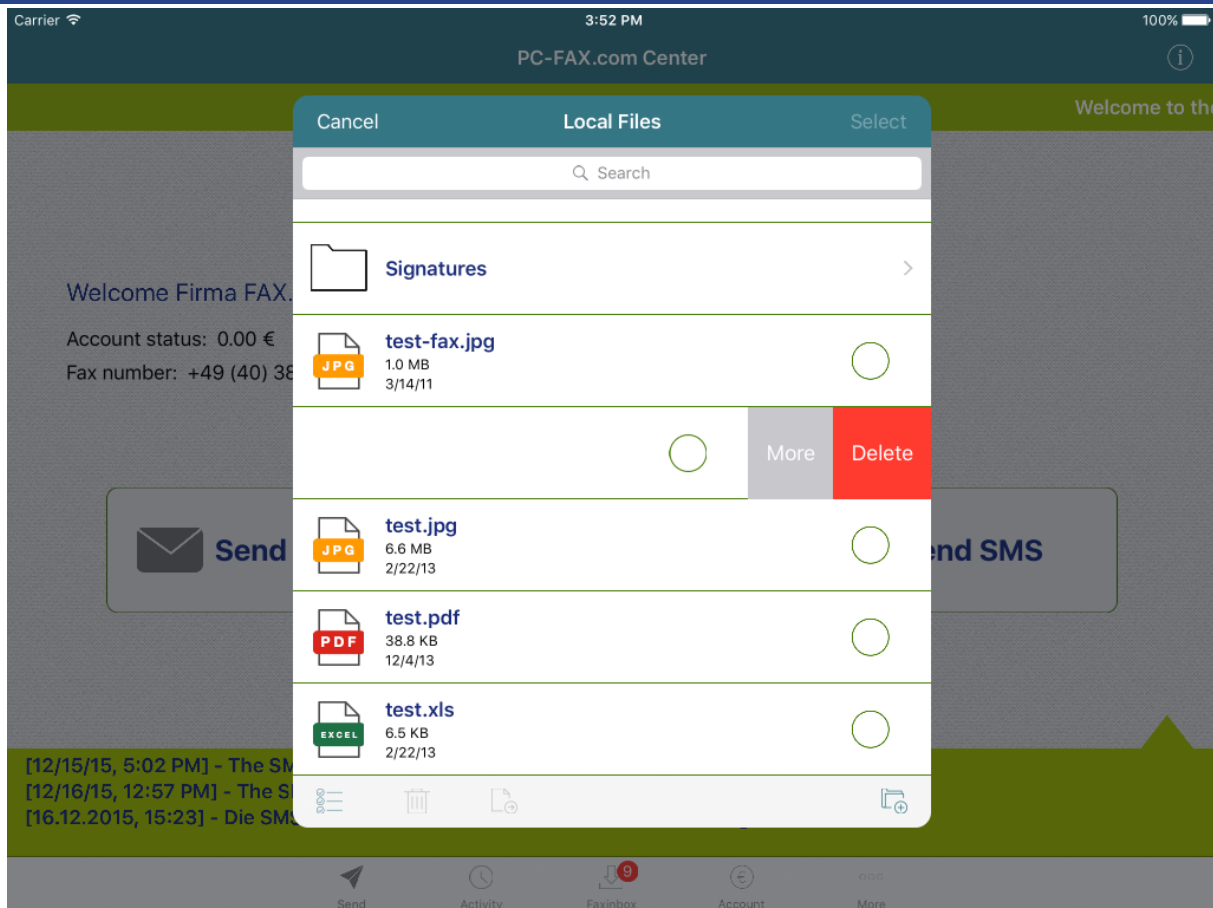 Carrier 3:52 PM 100%
PC-FAX.com Center
Welcome to the
Cancel Local Files Select
Search
Signatures
Welcome Firma FAX.
Account status: 0.00 €
Fax number: +49 (40) 38
test-fax.jpg
JPG
1.0 MB
3/14/11
More Delete
Send
end SMS
test.jpg
JPG
6.6 MB
2/22/13
test.pdf
PDF
38.8 KB
12/4/13
test.xls
EXCEL
6.5 KB
2/22/13
[12/15/15, 5:02 PM] - The SM
[12/16/15, 12:57 PM] - The S
[16.12.2015, 15:23] - Die SMS
9
Send Activity Faxinbox Account More